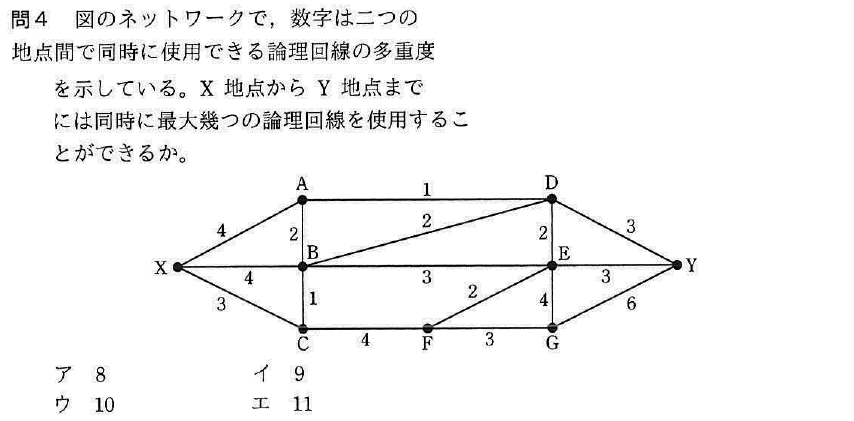 問4 図のネットワークで，数字は二つの
地点間で同時に使用できる論理回線の多重度
を示している。X 地点から Y 地点まで
には同時に最大幾つの論理回線を使用するこ
とができるか。
A 1 D
4 2 2 2 3
X B E Y
4 3 3
3 1 2 4 6
C 4 F 3 G
ア 8 イ 9
ウ 10 エ 11